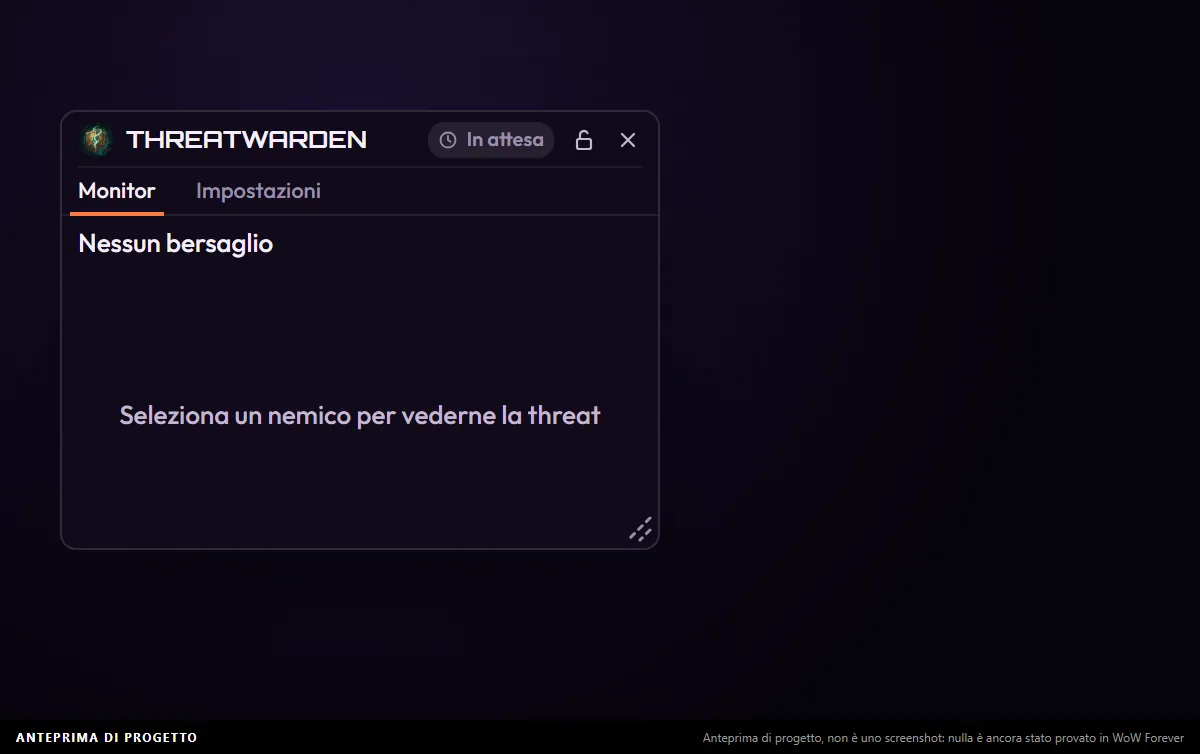 THREATWARDEN
In attesa
Monitor
Impostazioni
Nessun bersaglio
Seleziona un nemico per vederne la threat
ANTEPRIMA DI PROGETTO
Anteprima di progetto, non è uno screenshot: nulla è ancora stato provato in WoW Forever